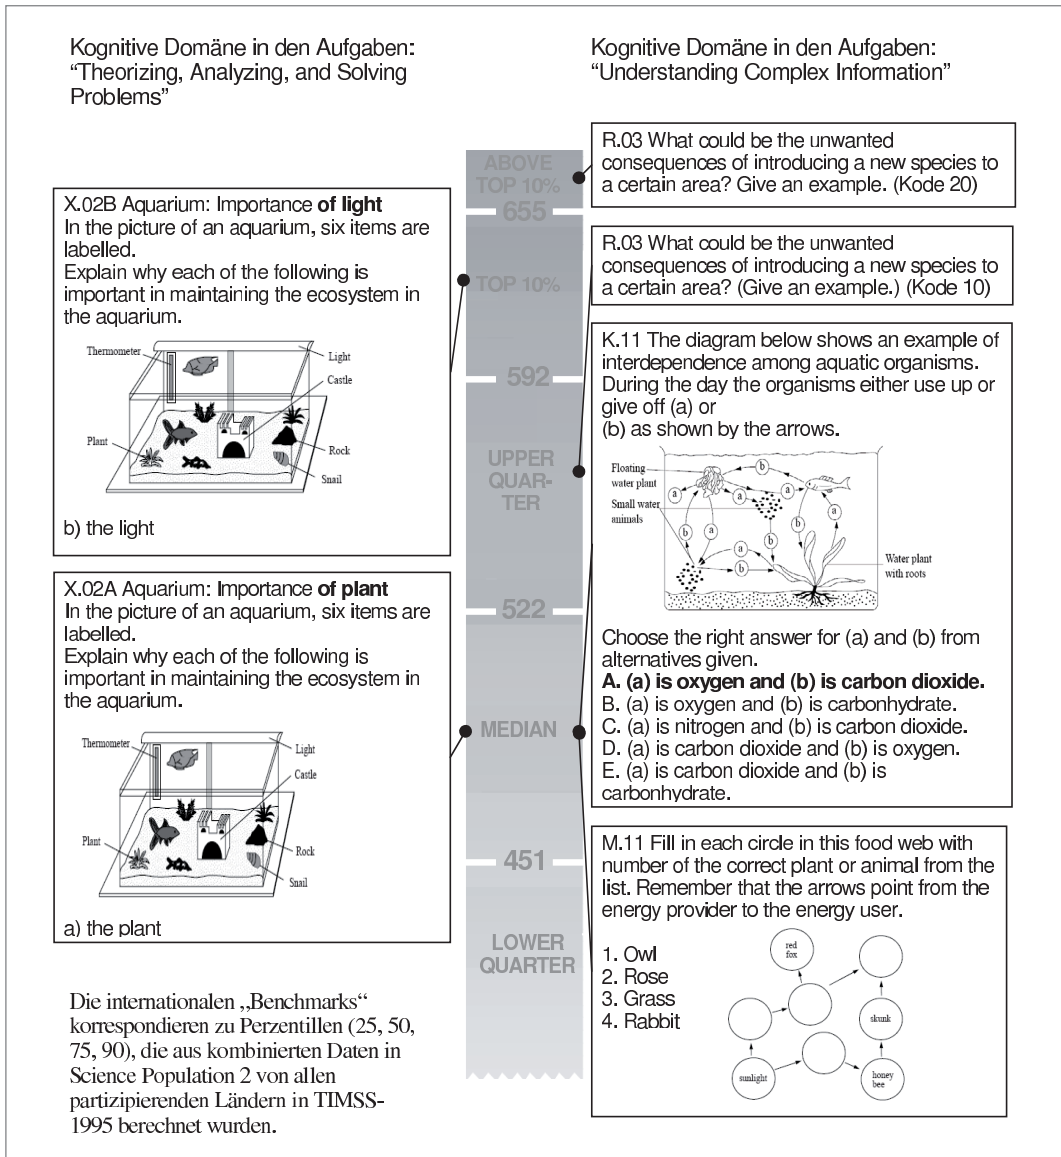 Kognitive Domäne in den Aufgaben:
“Theorizing, Analyzing, and Solving
Problems”
Kognitive Domäne in den Aufgaben:
“Understanding Complex Information”
X.02B Aquarium: Importance of light
In the picture of an aquarium, six items are
labelled.
Explain why each of the following is
important in maintaining the ecosystem in
the aquarium.
Thermometer
Light
Castle
Plant
Rock
Snail
b) the light
X.02A Aquarium: Importance of plant
In the picture of an aquarium, six items are
labelled.
Explain why each of the following is
important in maintaining the ecosystem in
the aquarium.
Thermometer
Light
Castle
Plant
Rock
Snail
a) the plant
Die internationalen „Benchmarks“
korrespondieren zu Perzentillen (25, 50,
75, 90), die aus kombinierten Daten in
Science Population 2 von allen
partizipierenden Ländern in TIMSS-
1995 berechnet wurden.
ABOVE
TOP 10%
655
TOP 10%
592
UPPER
QUAR-
TER
522
MEDIAN
451
LOWER
QUARTER
R.03 What could be the unwanted
consequences of introducing a new species to
a certain area? Give an example. (Kode 20)
R.03 What could be the unwanted
consequences of introducing a new species to
a certain area? (Give an example.) (Kode 10)
K.11 The diagram below shows an example of
interdependence among aquatic organisms.
During the day the organisms either use up or
give off (a) or
(b) as shown by the arrows.
Floating
water plant
Small water
animals
Water plant
with roots
b
a
a
a
a
b
a
b
b
a
b
Choose the right answer for (a) and (b) from
alternatives given.
A. (a) is oxygen and (b) is carbon dioxide.
B. (a) is oxygen and (b) is carbonhydrate.
C. (a) is nitrogen and (b) is carbon dioxide.
D. (a) is carbon dioxide and (b) is oxygen.
E. (a) is carbon dioxide and (b) is
carbonhydrate.
M.11 Fill in each circle in this food web with
number of the correct plant or animal from the
list. Remember that the arrows point from the
energy provider to the energy user.
1. Owl
2. Rose
3. Grass
4. Rabbit
red
fox
skunk
sunlight
honey
bee